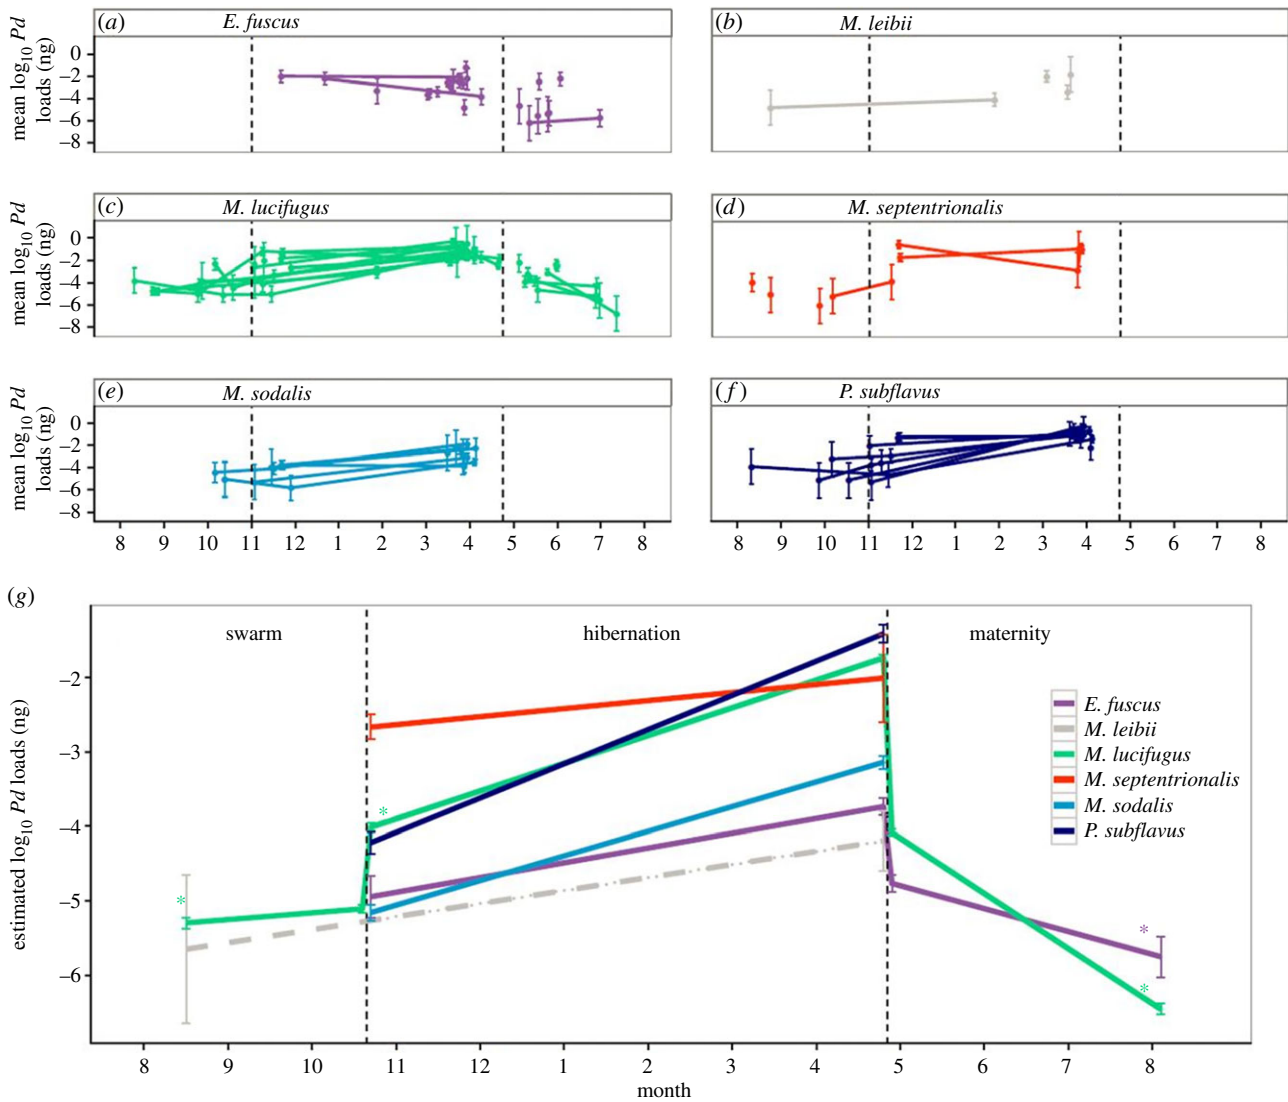 (a) E. fuscus
(b) M. leibii
mean log10 Pd
loads (ng)
0
–2
–4
–6
–8
(c) M. lucifugus
(d) M. septentrionalis
mean log10 Pd
loads (ng)
0
–2
–4
–6
–8
(e) M. sodalis
(f) P. subflavus
mean log10 Pd
loads (ng)
0
–2
–4
–6
–8
8 9 10 11 12 1 2 3 4 5 6 7 8
8 9 10 11 12 1 2 3 4 5 6 7 8
(g)
swarm hibernation maternity
estimated log10 Pd loads (ng)
–2
–3
–4
–5
–6
*
*
*
*
E. fuscus
M. leibii
M. lucifugus
M. septentrionalis
M. sodalis
P. subflavus
8 9 10 11 12 1 2 3 4 5 6 7 8
month